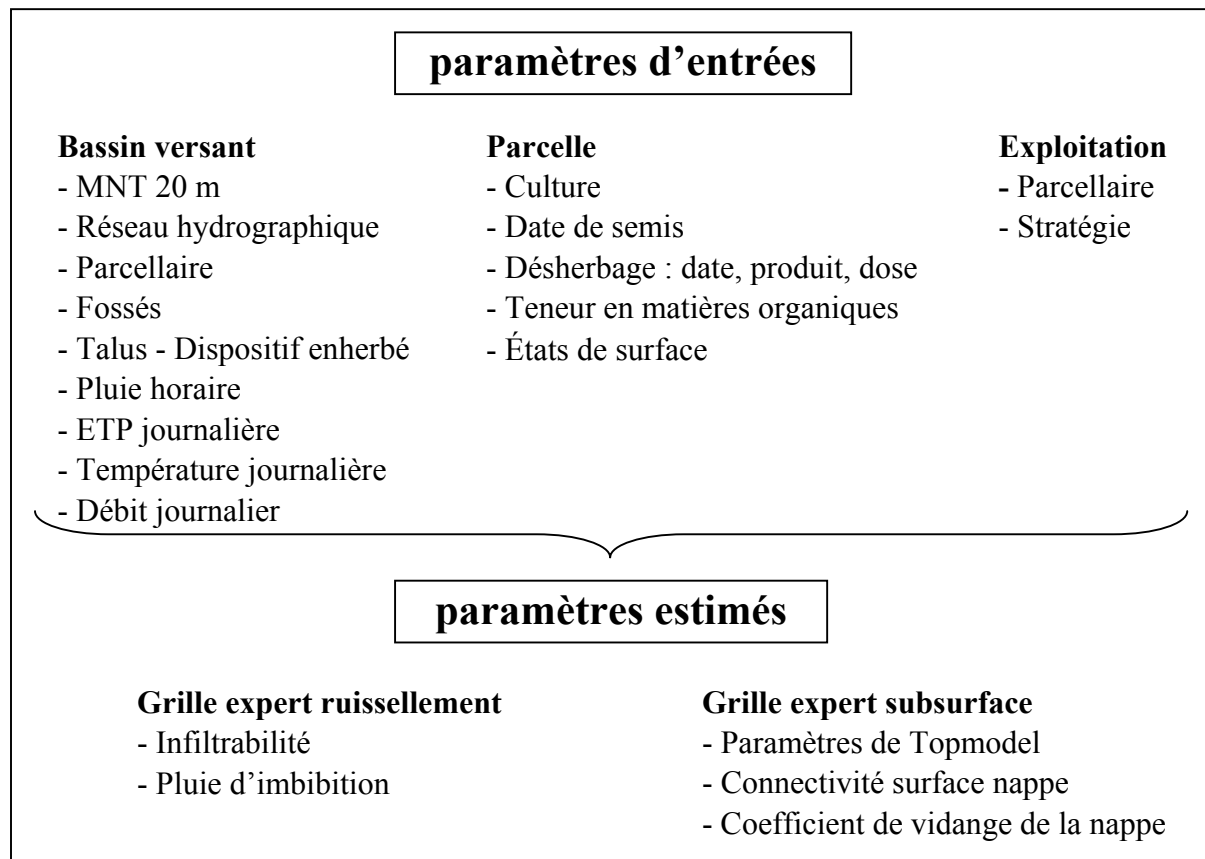 paramètres d’entrées
Bassin versant
- MNT 20 m
- Réseau hydrographique
- Parcellaire
- Fossés
- Talus - Dispositif enherbé
- Pluie horaire
- ETP journalière
- Température journalière
- Débit journalier
Parcelle
- Culture
- Date de semis
- Désherbage : date, produit, dose
- Teneur en matières organiques
- États de surface
Exploitation
- Parcellaire
- Stratégie
paramètres estimés
Grille expert ruissellement
- Infiltrabilité
- Pluie d’imbibition
Grille expert subsurface
- Paramètres de Topmodel
- Connectivité surface nappe
- Coefficient de vidange de la nappe